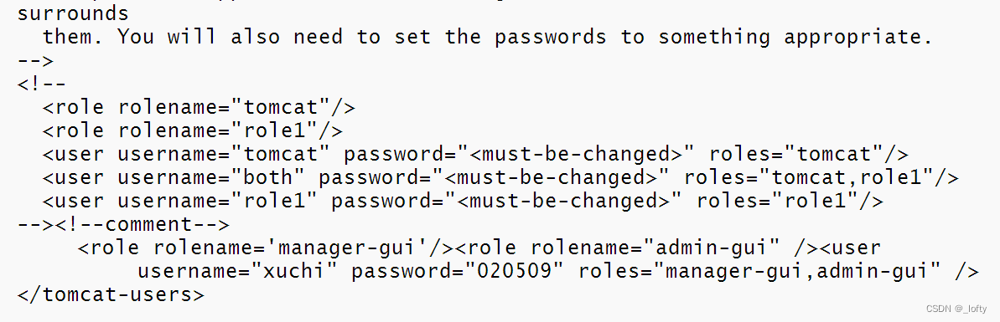 surrounds
them. You will also need to set the passwords to something appropriate.
-->
<!--
<role rolename="tomcat"/>
<role rolename="role1"/>
<user username="tomcat" password="<must-be-changed>" roles="tomcat"/>
<user username="both" password="<must-be-changed>" roles="tomcat,role1"/>
<user username="role1" password="<must-be-changed>" roles="role1"/>
--><!--comment-->
<role rolename='manager-gui'/><role rolename="admin-gui" /><user
username="xuchi" password="020509" roles="manager-gui,admin-gui" />
</tomcat-users>
CSDN @_lofty